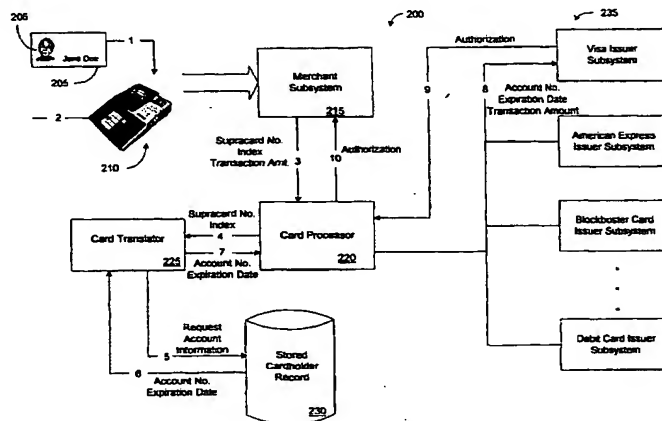 206
1
Jane Doe
205
2
210
200
235
Merchant
Subsystem
215
Supracard No.
Index
Transaction Amt.
3
10
Authorization
Authorization
9
8
Account No.
Expiration Date
Transaction Amount
Visa Issuer
Subsystem
American Express
Issuer Subsystem
Blockboster Card
Issuer Subsystem
Debit Card Issuer
Subsystem
Supracard No.
Index
4
7
Account No.
Expiration Date
Card Translator
225
Card Processor
220
Request
Account
Information
5
6
Account No.
Expiration Date
Stored
Cardholder
Record
230